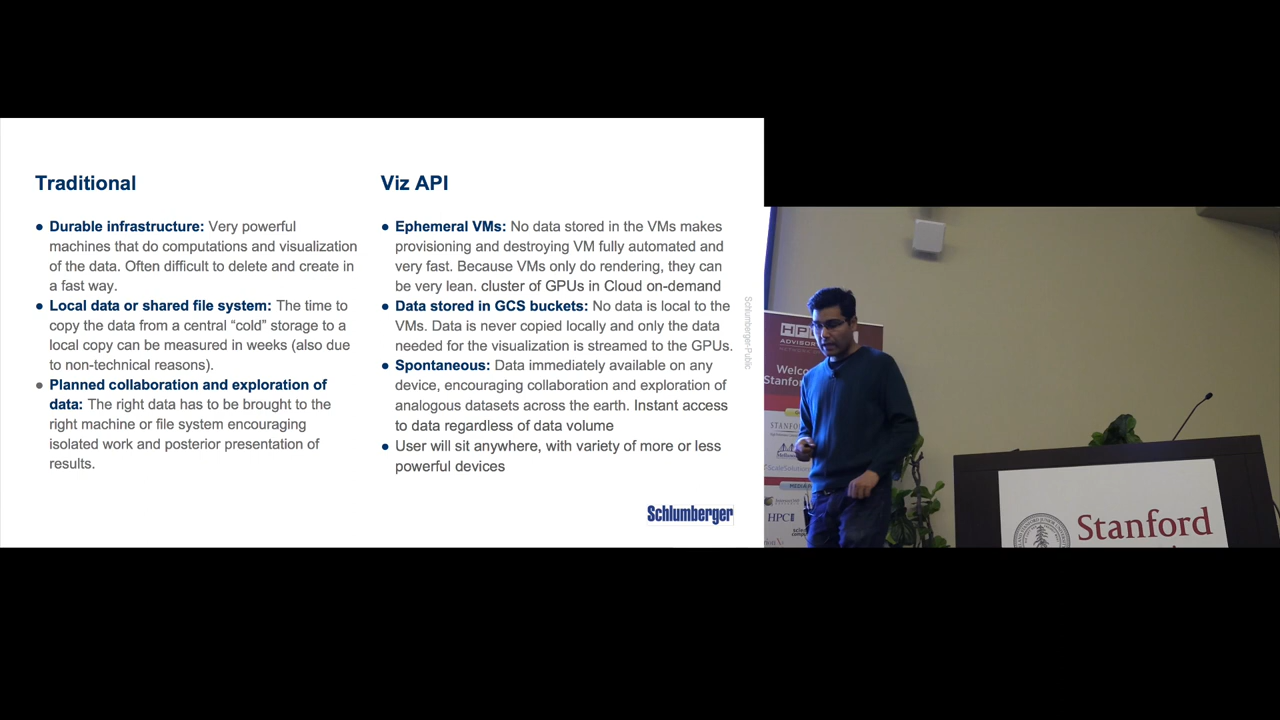 Traditional
● Durable infrastructure: Very powerful
machines that do computations and visualization
of the data. Often difficult to delete and create in
a fast way.
● Local data or shared file system: The time to
copy the data from a central “cold” storage to a
local copy can be measured in weeks (also due
to non-technical reasons).
● Planned collaboration and exploration of
data: The right data has to be brought to the
right machine or file system encouraging
isolated work and posterior presentation of
results.
Viz API
● Ephemeral VMs: No data stored in the VMs makes
provisioning and destroying VM fully automated and
very fast. Because VMs only do rendering, they can
be very lean. cluster of GPUs in Cloud on-demand
● Data stored in GCS buckets: No data is local to the
VMs. Data is never copied locally and only the data
needed for the visualization is streamed to the GPUs.
● Spontaneous: Data immediately available on any
device, encouraging collaboration and exploration of
analogous datasets across the earth. Instant access
to data regardless of data volume
● User will sit anywhere, with variety of more or less
powerful devices
Schlumberger-Public
Schlumberger
HP
ADVISO
Welco
Stanfor
STANF
HPC
Stanford